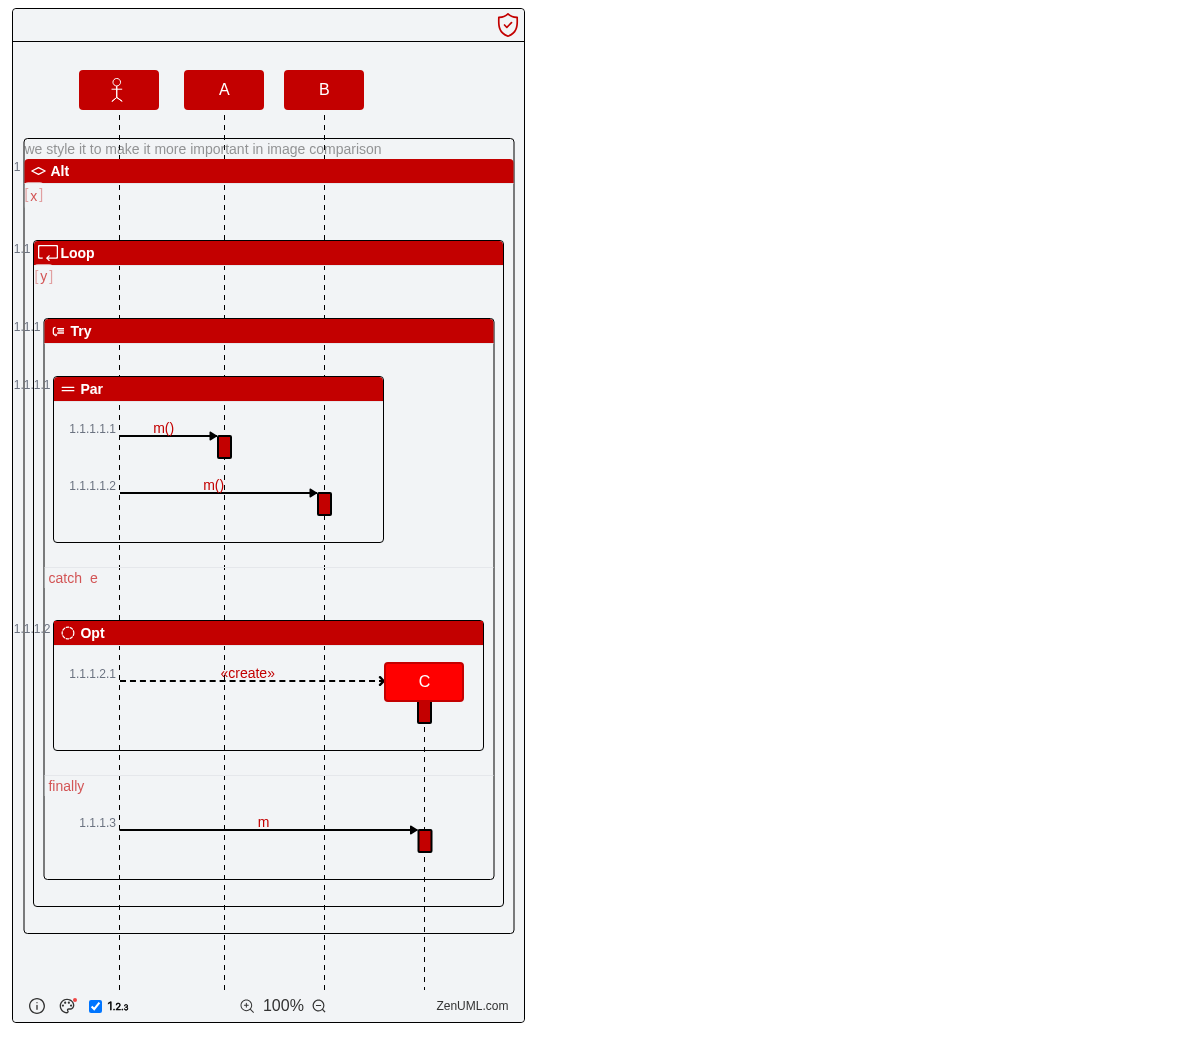 A
B
we style it to make it more important in image comparison
1
Alt
[x]
1.1
Loop
[y]
1.1.1
Try
1.1.1.1
Par
1.1.1.1.1
m()
1.1.1.1.2
m()
catch e
1.1.1.2
Opt
1.1.1.2.1
«create»
C
finally
1.1.1.3
m
1.2.3
100%
ZenUML.com